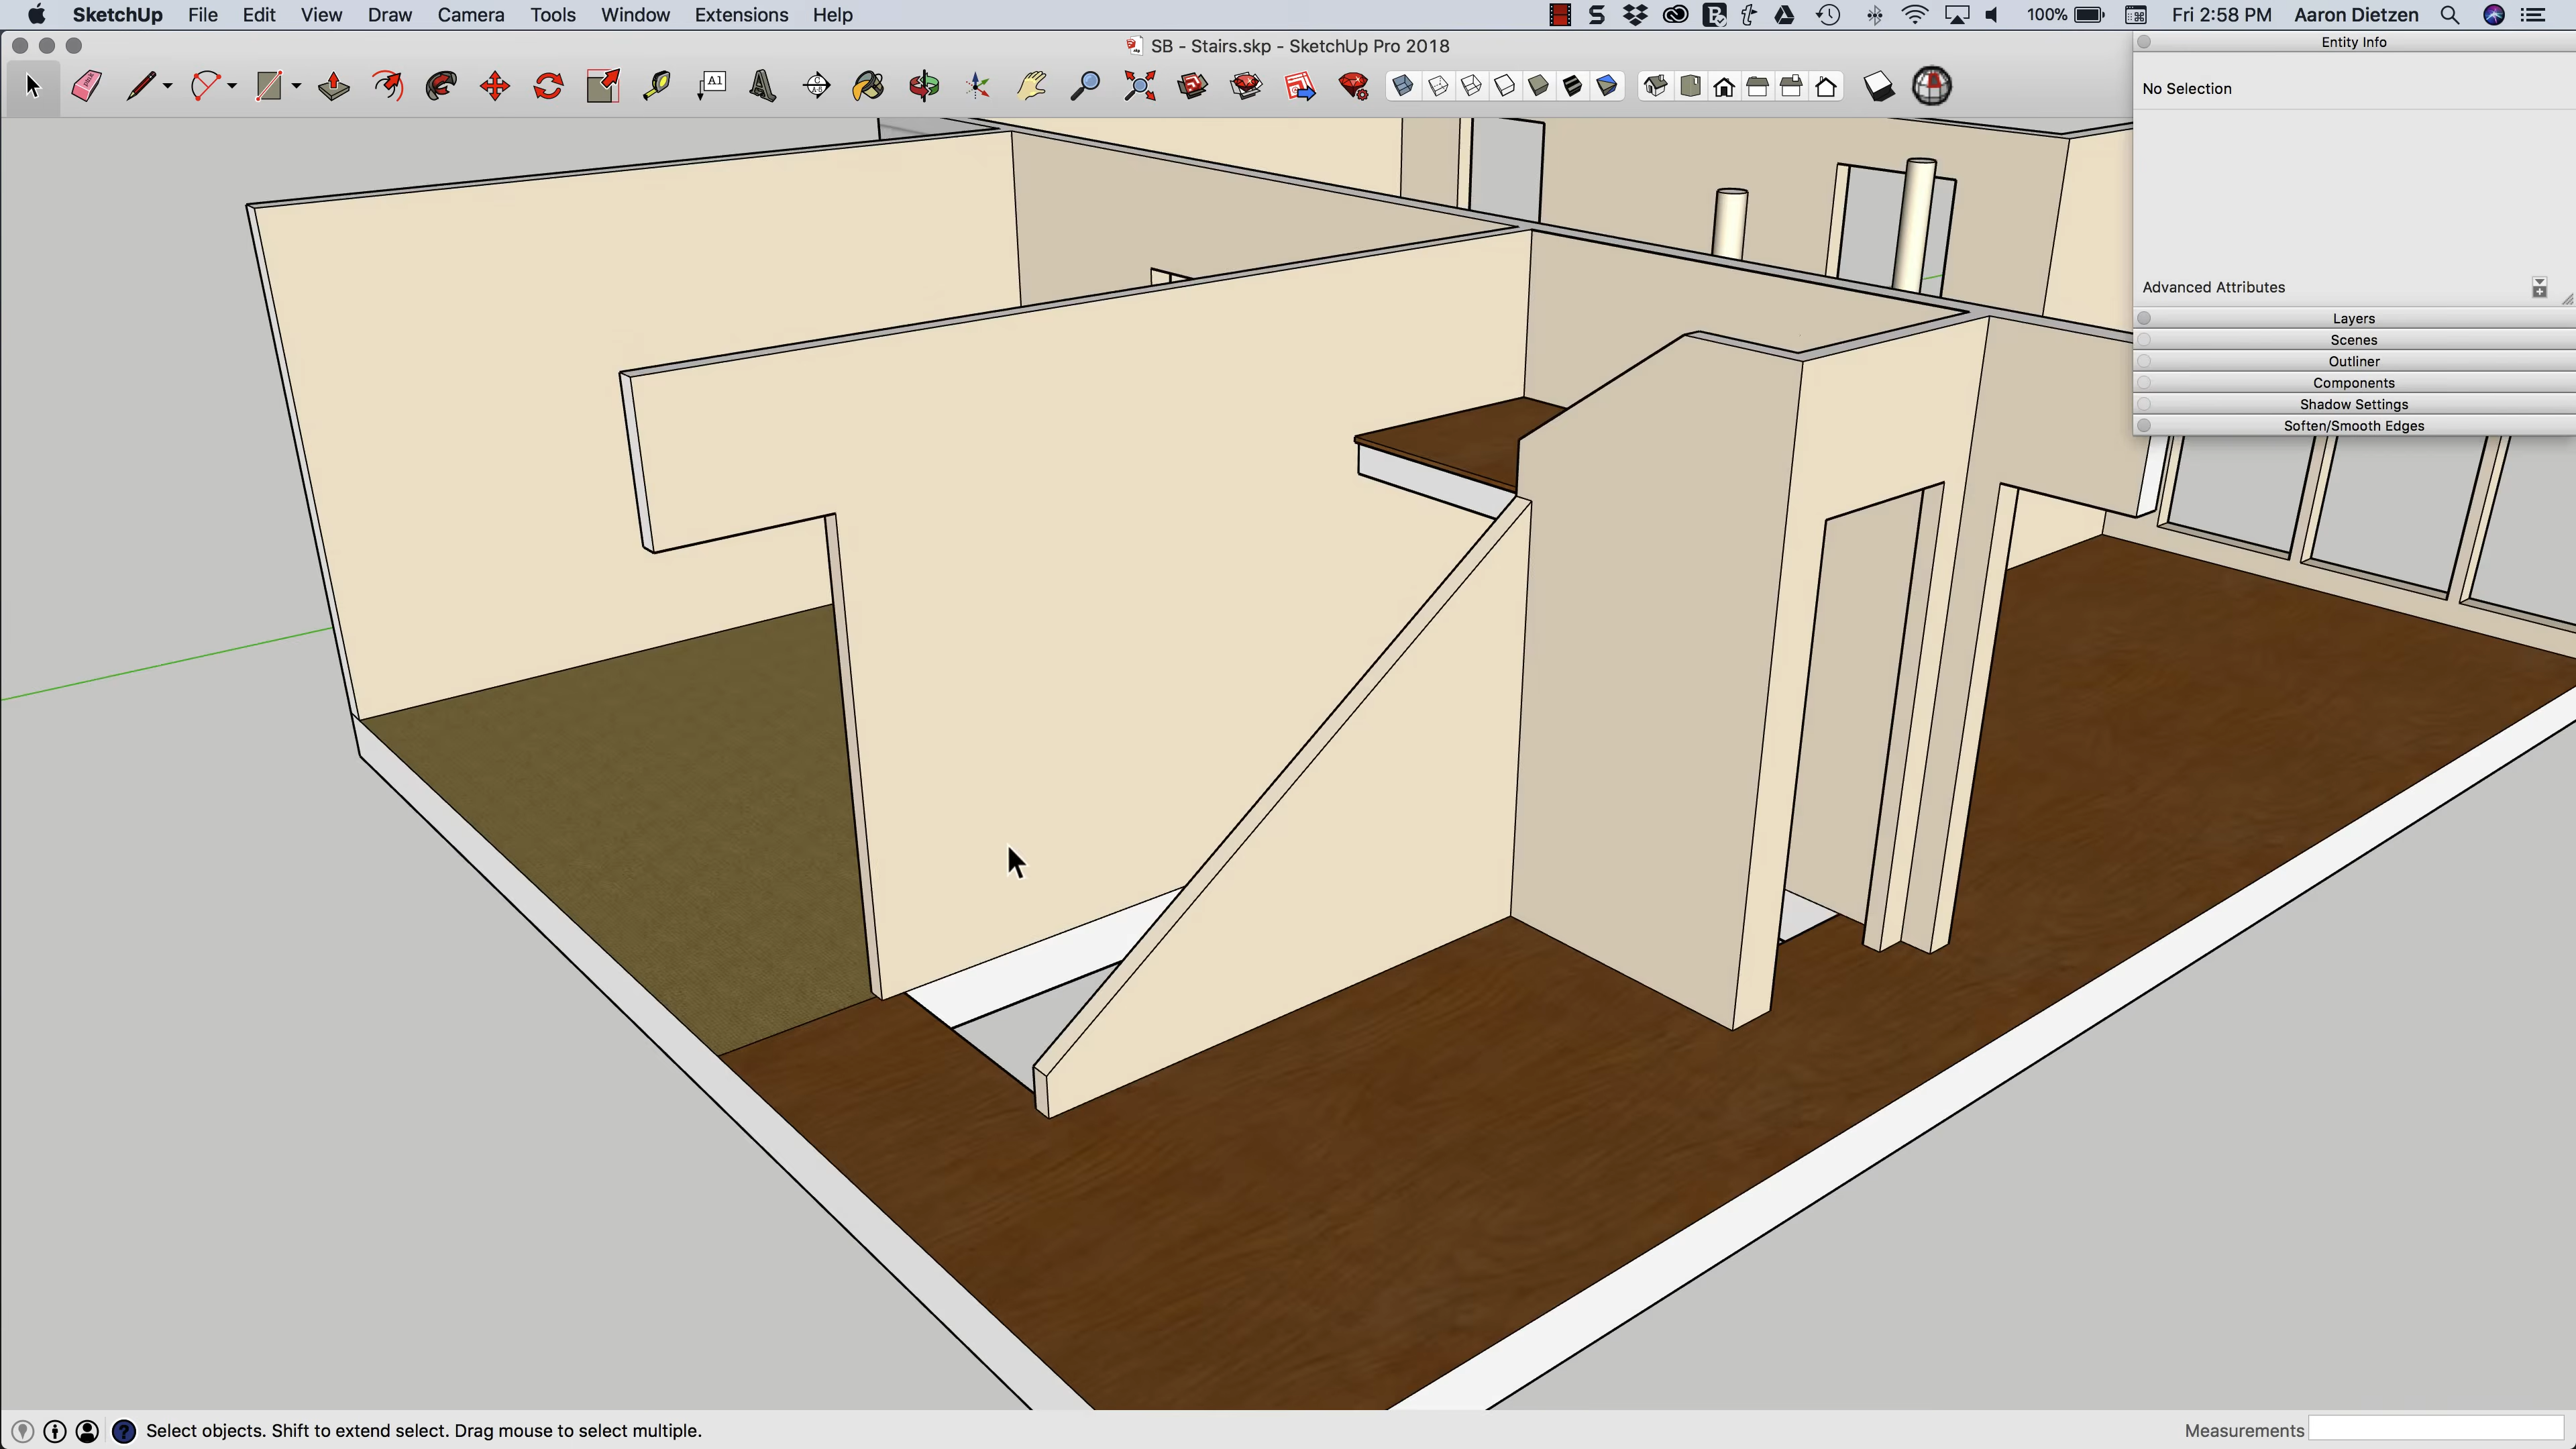 SketchUp File Edit View Draw Camera Tools Window Extensions Help 100% Fri 2:58 PM Aaron Dietzen
SB - Stairs.skp - SketchUp Pro 2018
A1
Entity Info
No Selection
Advanced Attributes
Layers
Scenes
Outliner
Components
Shadow Settings
Soften/Smooth Edges
Select objects. Shift to extend select. Drag mouse to select multiple.
Measurements